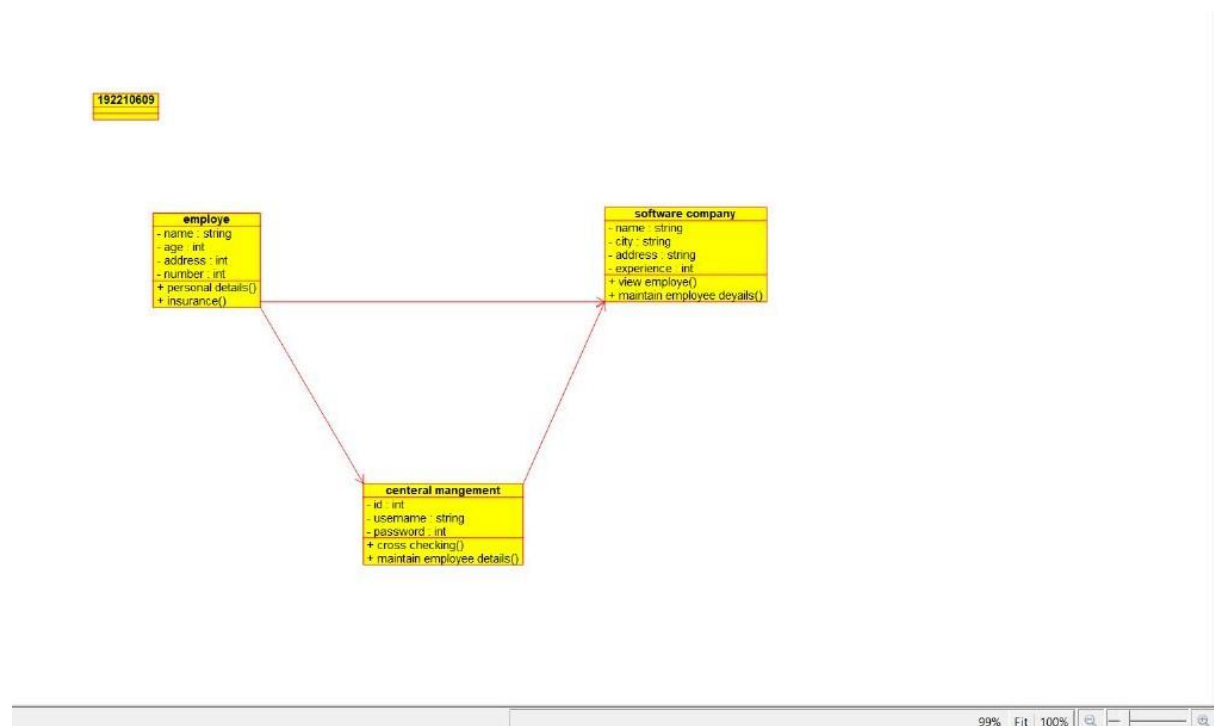 192210609
employe
- name : string
- age : int
- address : int
- number : int
+ personal details()
+ insurance()
software company
- name : string
- city : string
- address : string
- experience : int
+ view employe()
+ maintain employee deyails()
centeral mangement
- id : int
- username : string
- password : int
+ cross checking()
+ maintain employee details()
99% Fit 100%